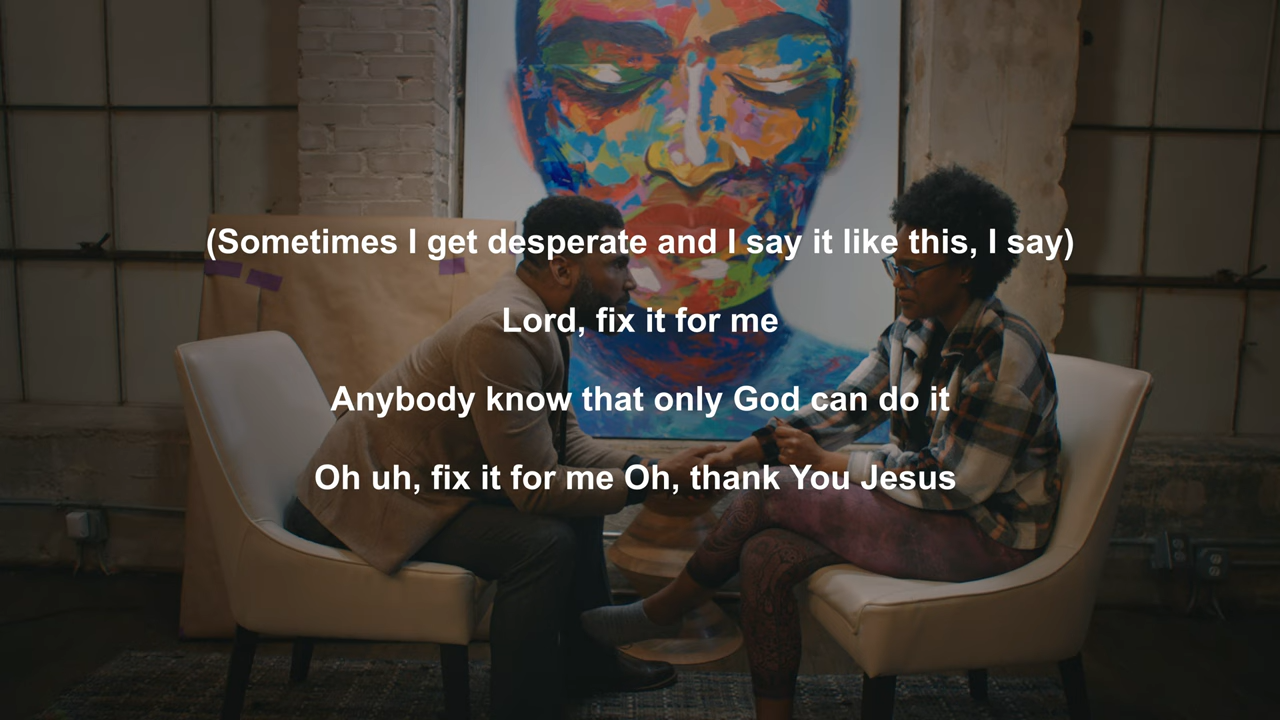 (Sometimes I get desperate and I say it like this, I say)
Lord, fix it for me
Anybody know that only God can do it
Oh uh, fix it for me Oh, thank You Jesus